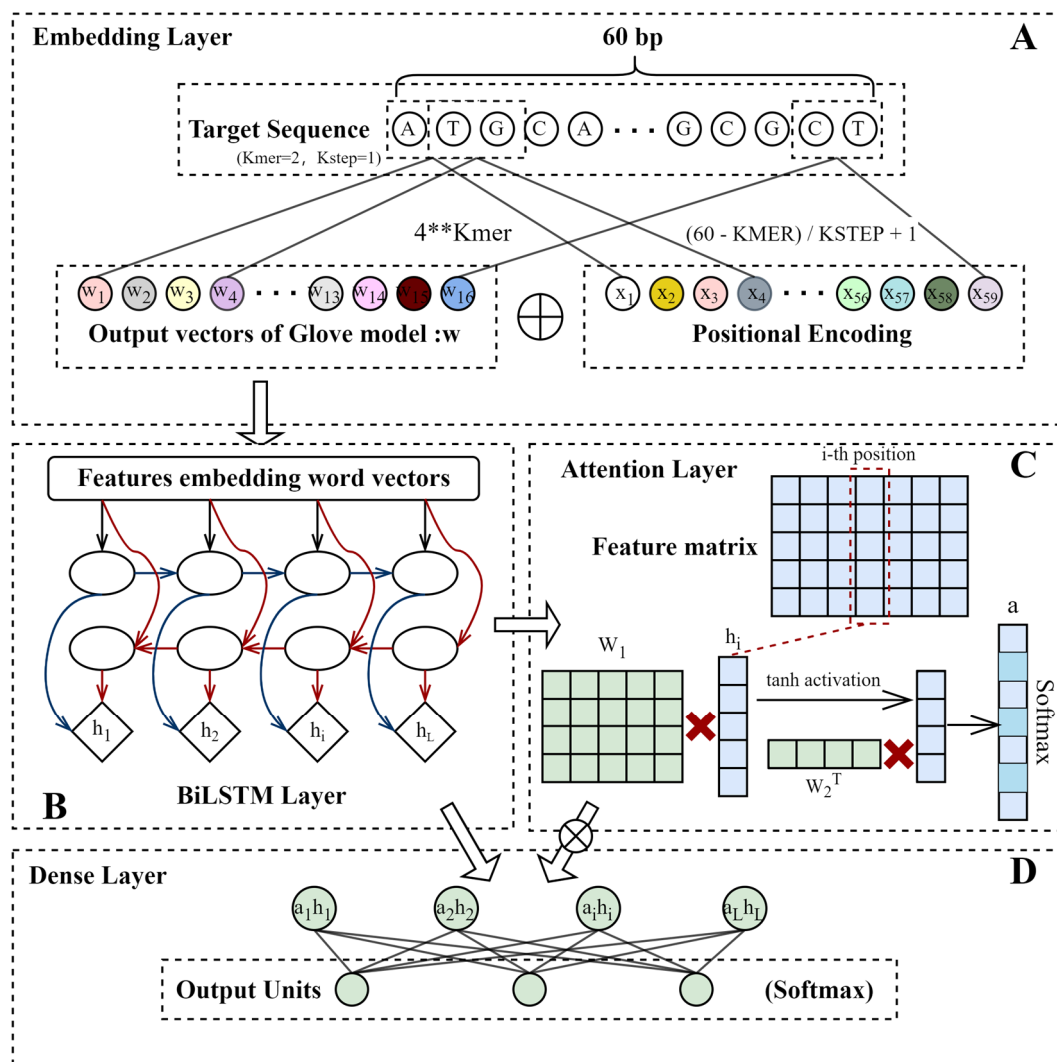 Embedding Layer
60 bp
A
Target Sequence
(Kmer=2, Kstep=1)
A T G C A · · · G C G C T
4**Kmer
(60 - KMER) / KSTEP + 1
w1 w2 w3 w4 · · · w13 w14 w15 w16
Output vectors of Glove model :w
x1 x2 x3 x4 · · · x56 x57 x58 x59
Positional Encoding
Features embedding word vectors
h1 h2 hi hL
BiLSTM Layer
B
Attention Layer
C
i-th position
Feature matrix
W1
hi
tanh activation
W2T
a
Softmax
Dense Layer
D
a1h1 a2h2 aihi aLhL
Output Units
(Softmax)